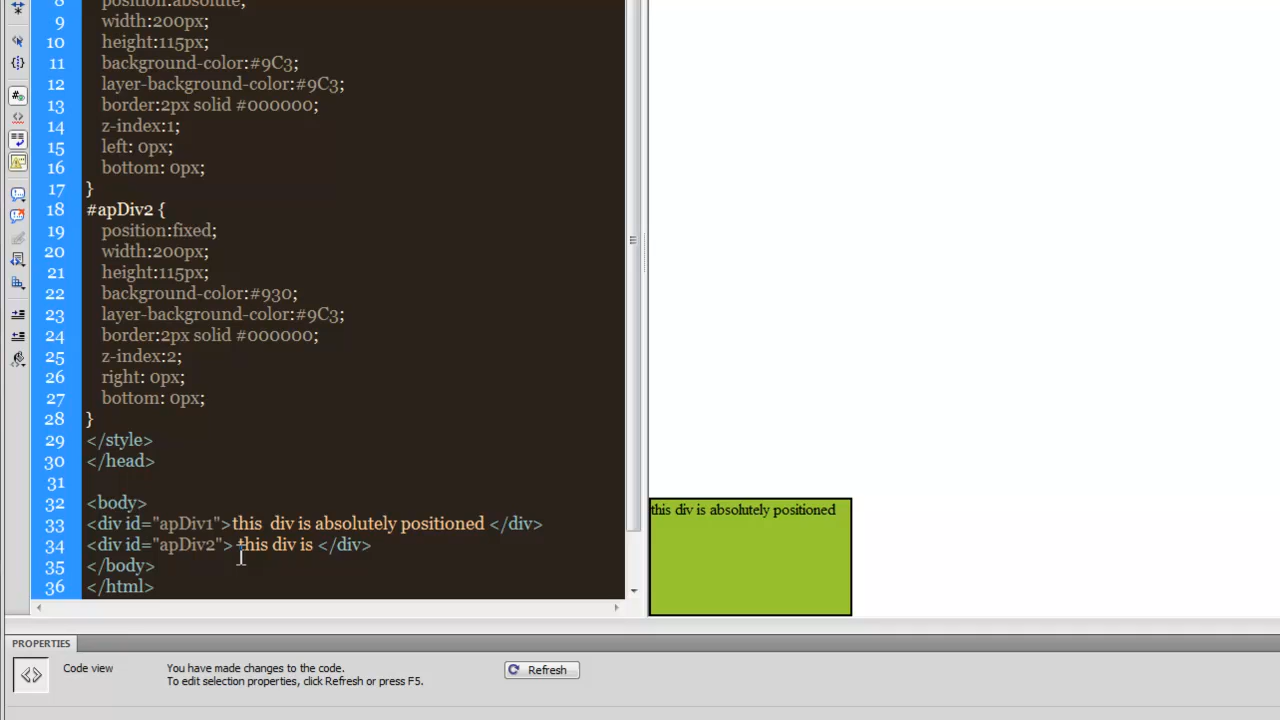 8 position:absolute;
9 width:200px;
10 height:115px;
11 background-color:#9C3;
12 layer-background-color:#9C3;
13 border:2px solid #000000;
14 z-index:1;
15 left: 0px;
16 bottom: 0px;
17 }
18 #apDiv2 {
19 position:fixed;
20 width:200px;
21 height:115px;
22 background-color:#930;
23 layer-background-color:#9C3;
24 border:2px solid #000000;
25 z-index:2;
26 right: 0px;
27 bottom: 0px;
28 }
29 </style>
30 </head>
31
32 <body>
33 <div id="apDiv1">this  div is absolutely positioned </div>
34 <div id="apDiv2"> this div is </div>
35 </body>
36 </html>
this div is absolutely positioned
PROPERTIES
Code view
You have made changes to the code.
To edit selection properties, click Refresh or press F5.
Refresh